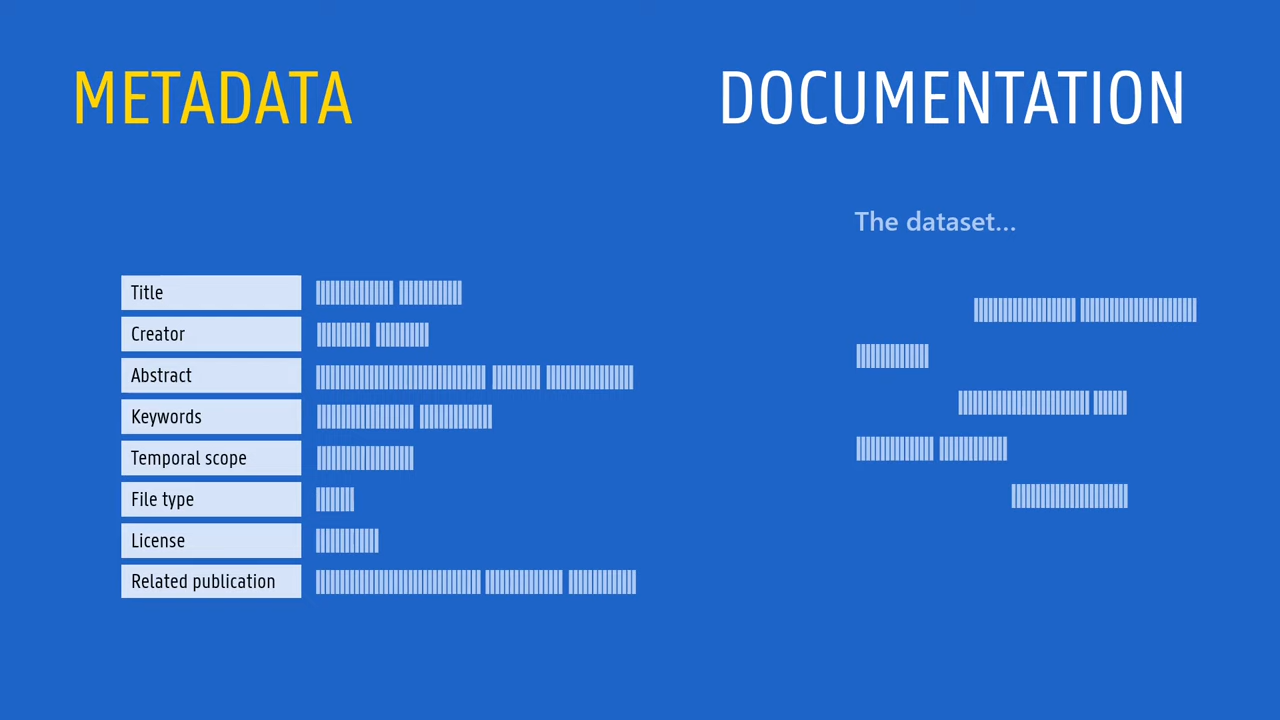 METADATA
DOCUMENTATION
The dataset...
Title
Creator
Abstract
Keywords
Temporal scope
File type
License
Related publication